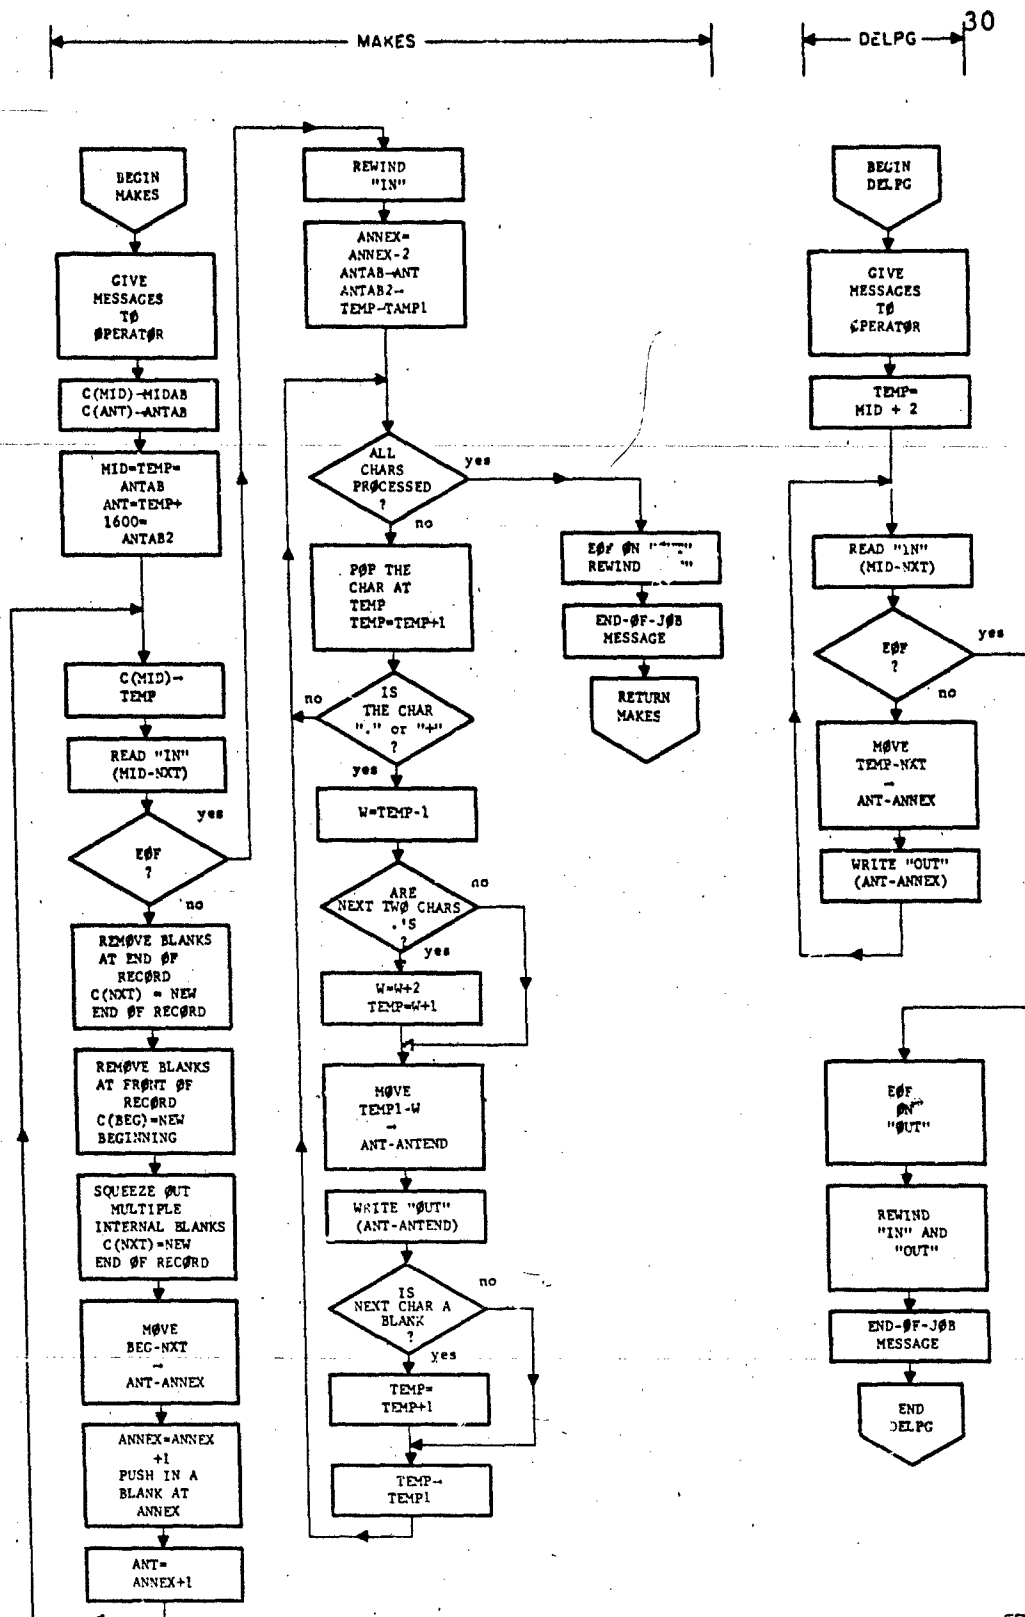 30
MAKES
DELPG
BEGIN
MAKES
GIVE
MESSAGES
TØ
ØPERATØR
C(MID)→MIDAB
C(ANT)→ANTAB
MID=TEMP=
ANTAB
ANT=TEMP+
1600=
ANTAB2
C(MID)→
TEMP
READ "IN"
(MID-NXT)
yes
EØF
?
no
REMØVE BLANKS
AT END ØF
RECØRD
C(NXT) = NEW
END ØF RECØRD
REMØVE BLANKS
AT FRØNT ØF
RECØRD
C(BEG)=NEW
BEGINNING
SQUEEZE ØUT
MULTIPLE
INTERNAL BLANKS
C(NXT)=NEW
END ØF RECØRD
MØVE
BEG-NXT
→
ANT-ANNEX
ANNEX=ANNEX
+1
PUSH IN A
BLANK AT
ANNEX
ANT=
ANNEX+1
REWIND
"IN"
ANNEX=
ANNEX-2
ANTAB→ANT
ANTAB2→
TEMP→TAMP1
ALL
CHARS
PRØCESSED
?
yes
no
PØP THE
CHAR AT
TEMP
TEMP=TEMP+1
no
IS
THE CHAR
"." or "+"
?
yes
W=TEMP-1
no
ARE
NEXT TWØ CHARS
.'S
?
yes
W=W+2
TEMP=W+1
MØVE
TEMP1-W
→
ANT-ANTEND
WRITE "ØUT"
(ANT-ANTEND)
no
IS
NEXT CHAR A
BLANK
?
yes
TEMP=
TEMP+1
TEMP→
TEMP1
EØF ØN
REWIND
END-ØF-JØB
MESSAGE
RETURN
MAKES
BEGIN
DELPG
GIVE
MESSAGES
TØ
ØPERATØR
TEMP=
MID + 2
READ "IN"
(MID-NXT)
yes
EØF
?
no
MØVE
TEMP-NXT
→
ANT-ANNEX
WRITE "OUT"
(ANT-ANNEX)
EØF
ØN
"ØUT"
REWIND
"IN" AND
"OUT"
END-ØF-JØB
MESSAGE
END
DELPG